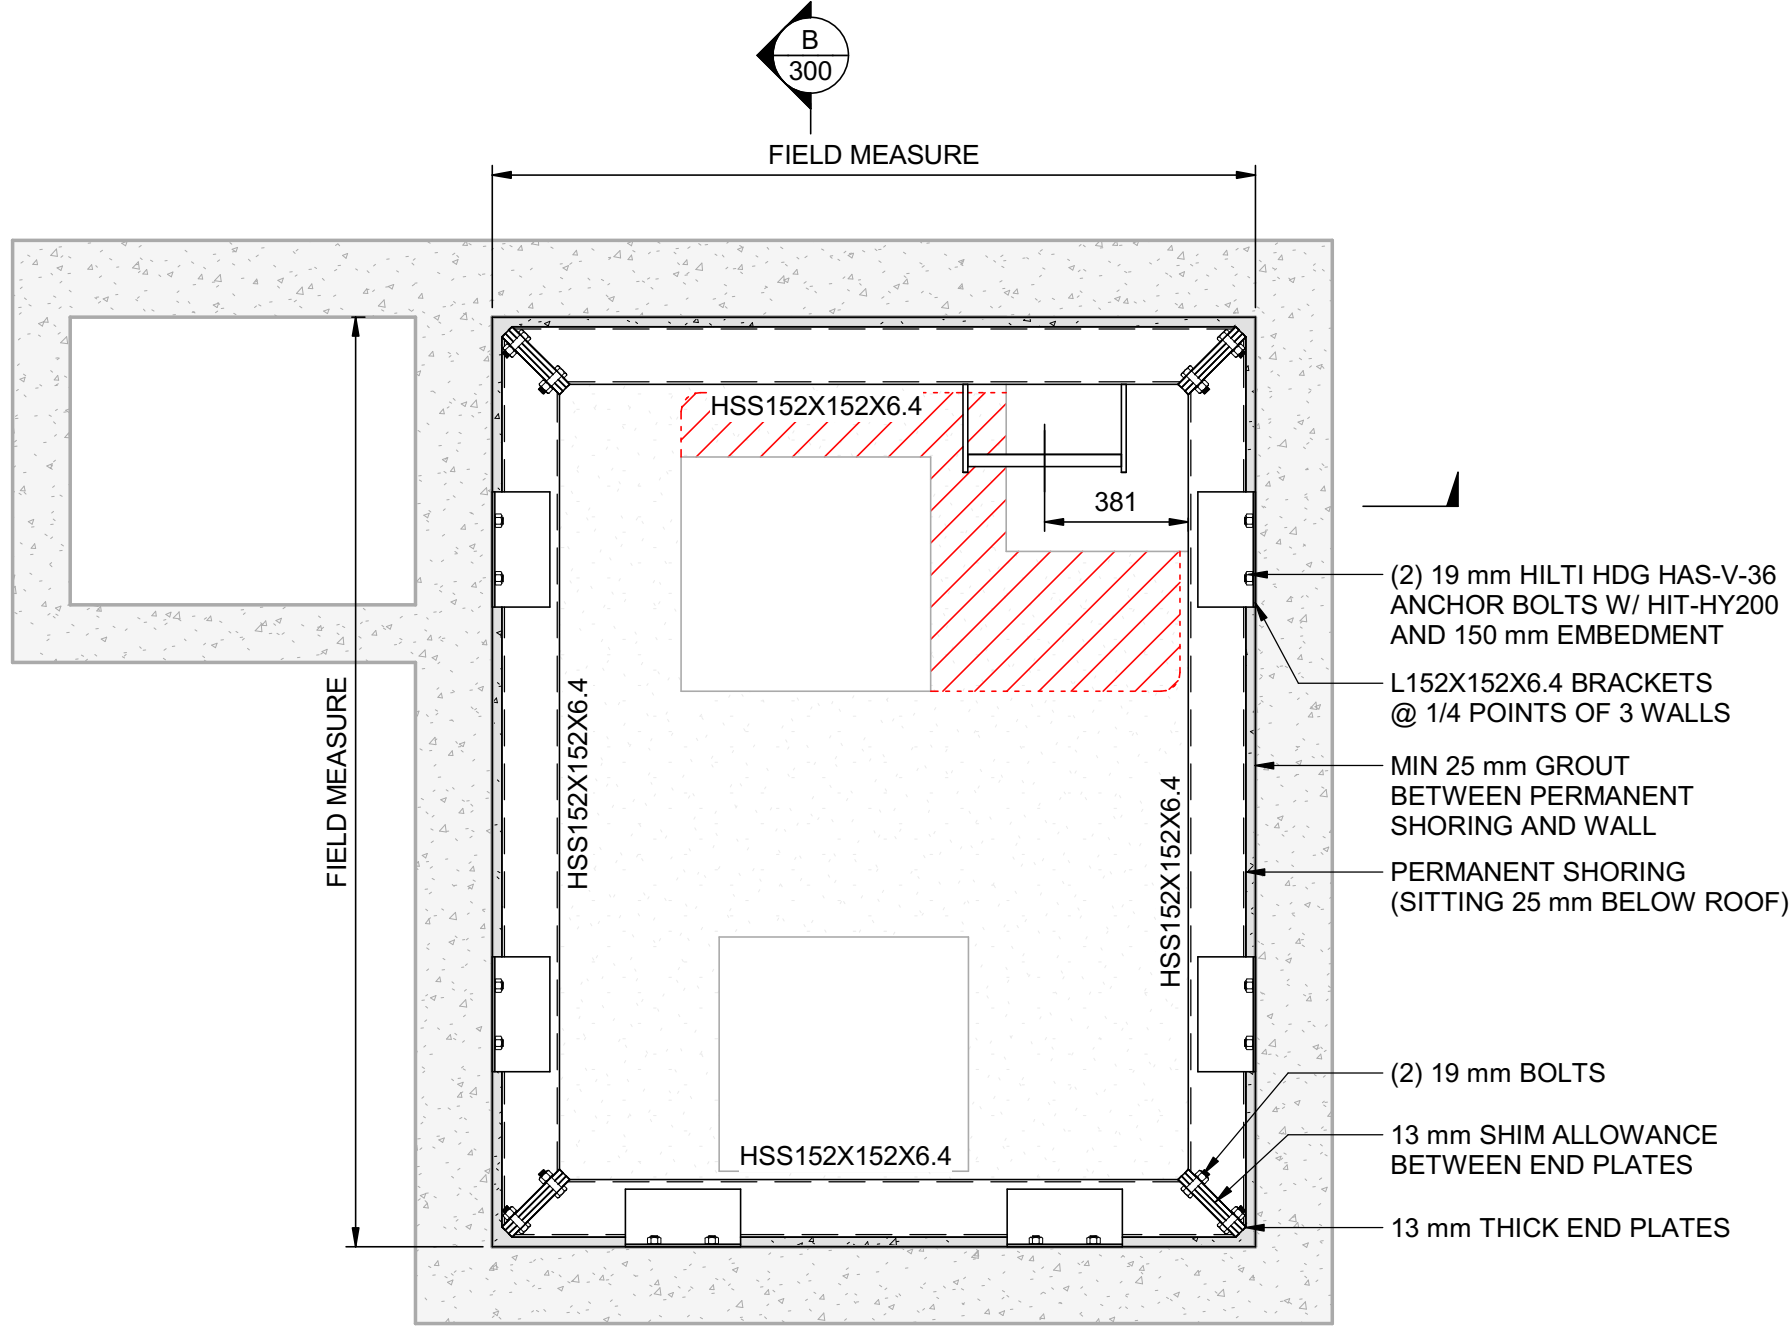 B
300
FIELD MEASURE
HSS152X152X6.4
381
(2) 19 mm HILTI HDG HAS-V-36
ANCHOR BOLTS W/ HIT-HY200
AND 150 mm EMBEDMENT
L152X152X6.4 BRACKETS
@ 1/4 POINTS OF 3 WALLS
FIELD MEASURE
HSS152X152X6.4
HSS152X152X6.4
MIN 25 mm GROUT
BETWEEN PERMANENT
SHORING AND WALL
PERMANENT SHORING
(SITTING 25 mm BELOW ROOF)
(2) 19 mm BOLTS
13 mm SHIM ALLOWANCE
BETWEEN END PLATES
HSS152X152X6.4
13 mm THICK END PLATES